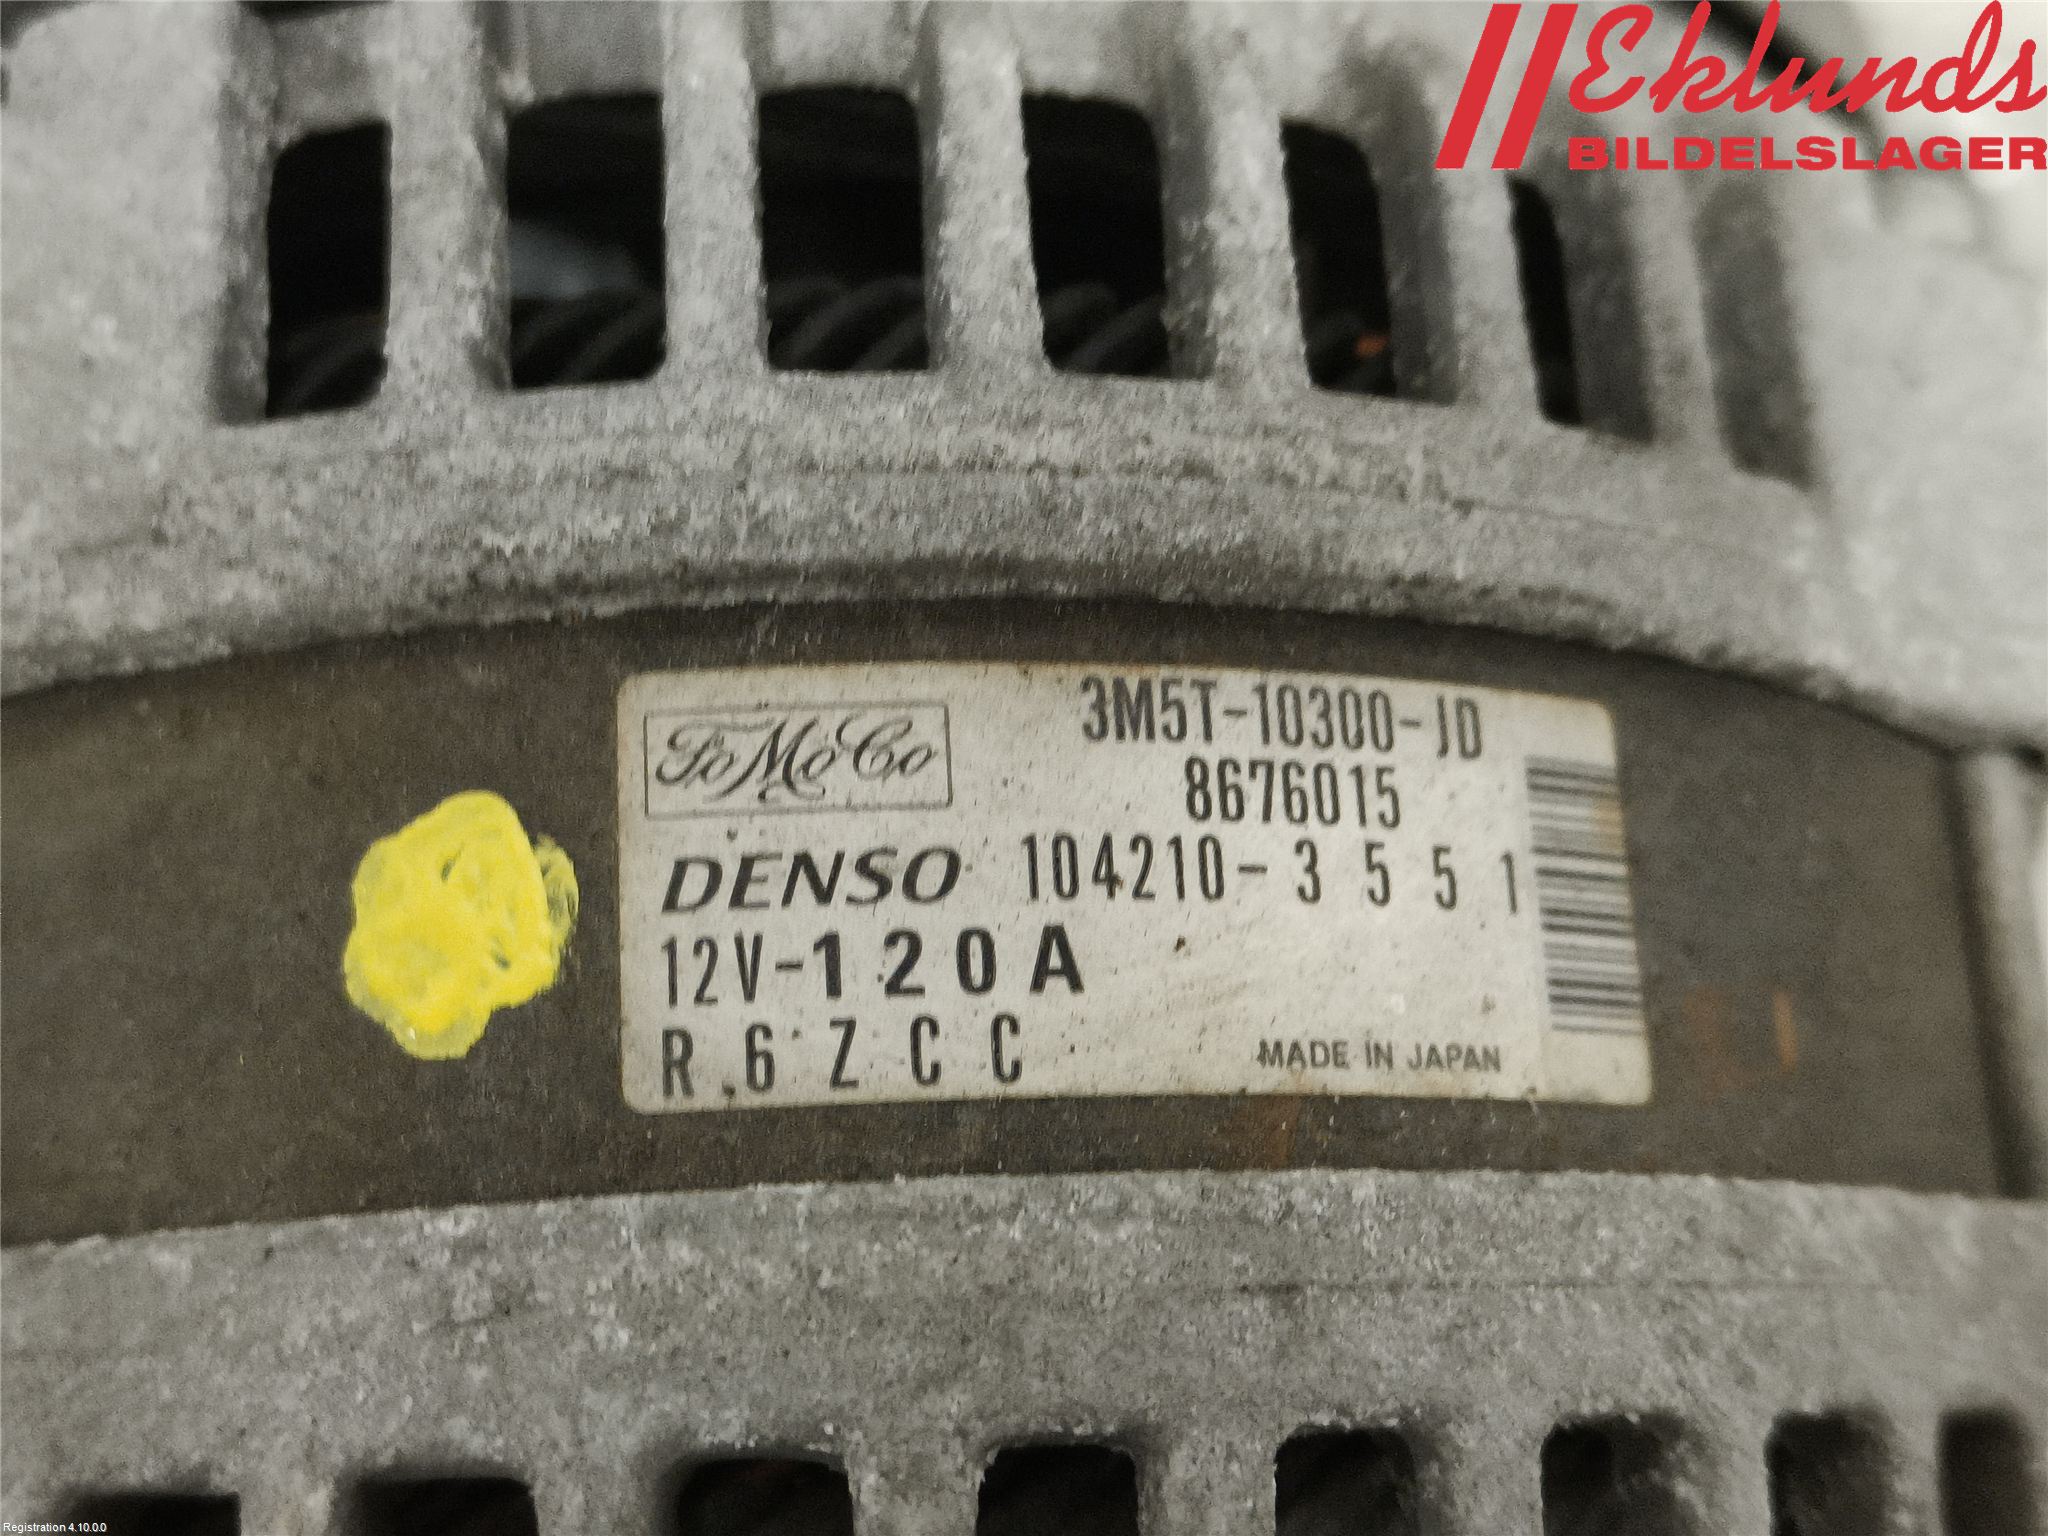 Eklunds
BILDELSLAGER
FoMoCo
3M5T-10300-JD
8676015
DENSO 104210-3551
12V-120A
R.6ZCC
MADE IN JAPAN
Registration 4.10.0.0